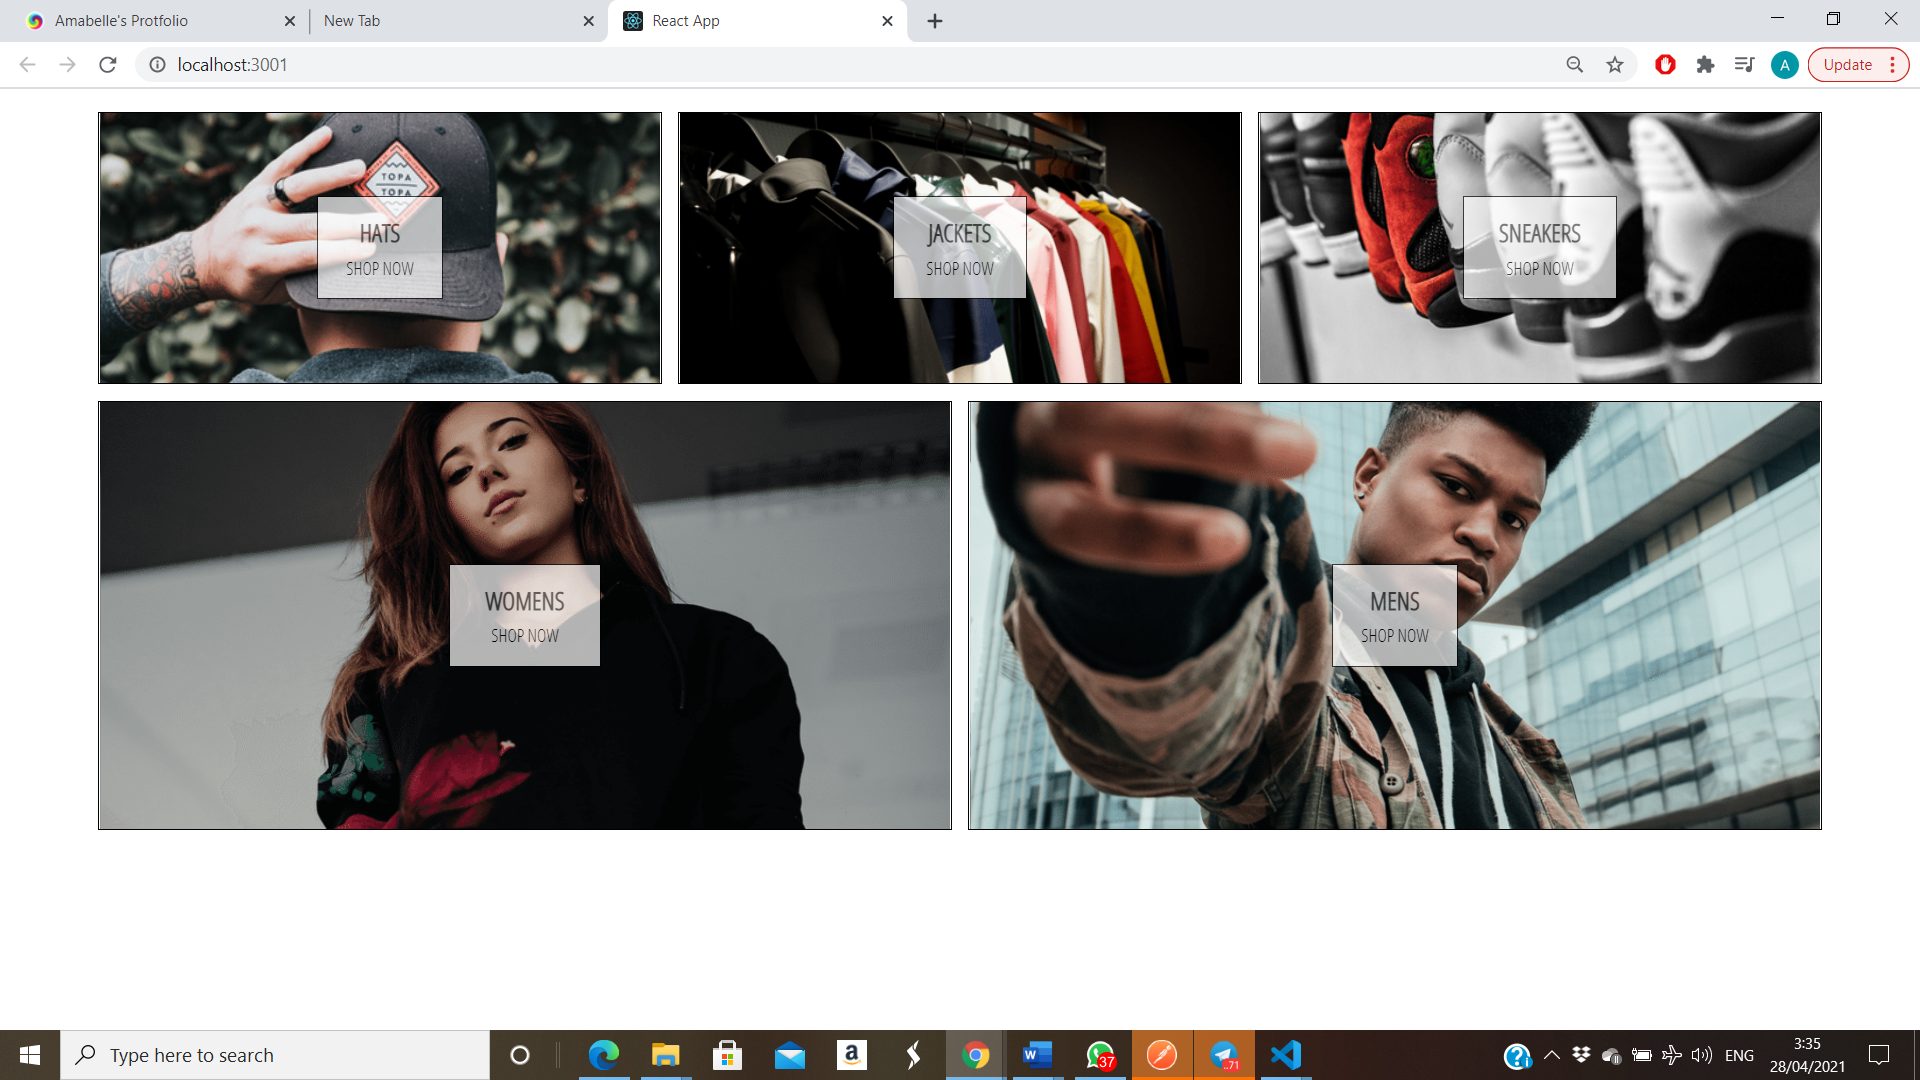 Amabelle's Protfolio
New Tab
React App
localhost:3001
A
Update
TOPA
TOPA
HATS
SHOP NOW
JACKETS
SHOP NOW
SNEAKERS
SHOP NOW
WOMENS
SHOP NOW
MENS
SHOP NOW
Type here to search
a
W
37
..71
ENG
3:35
28/04/2021